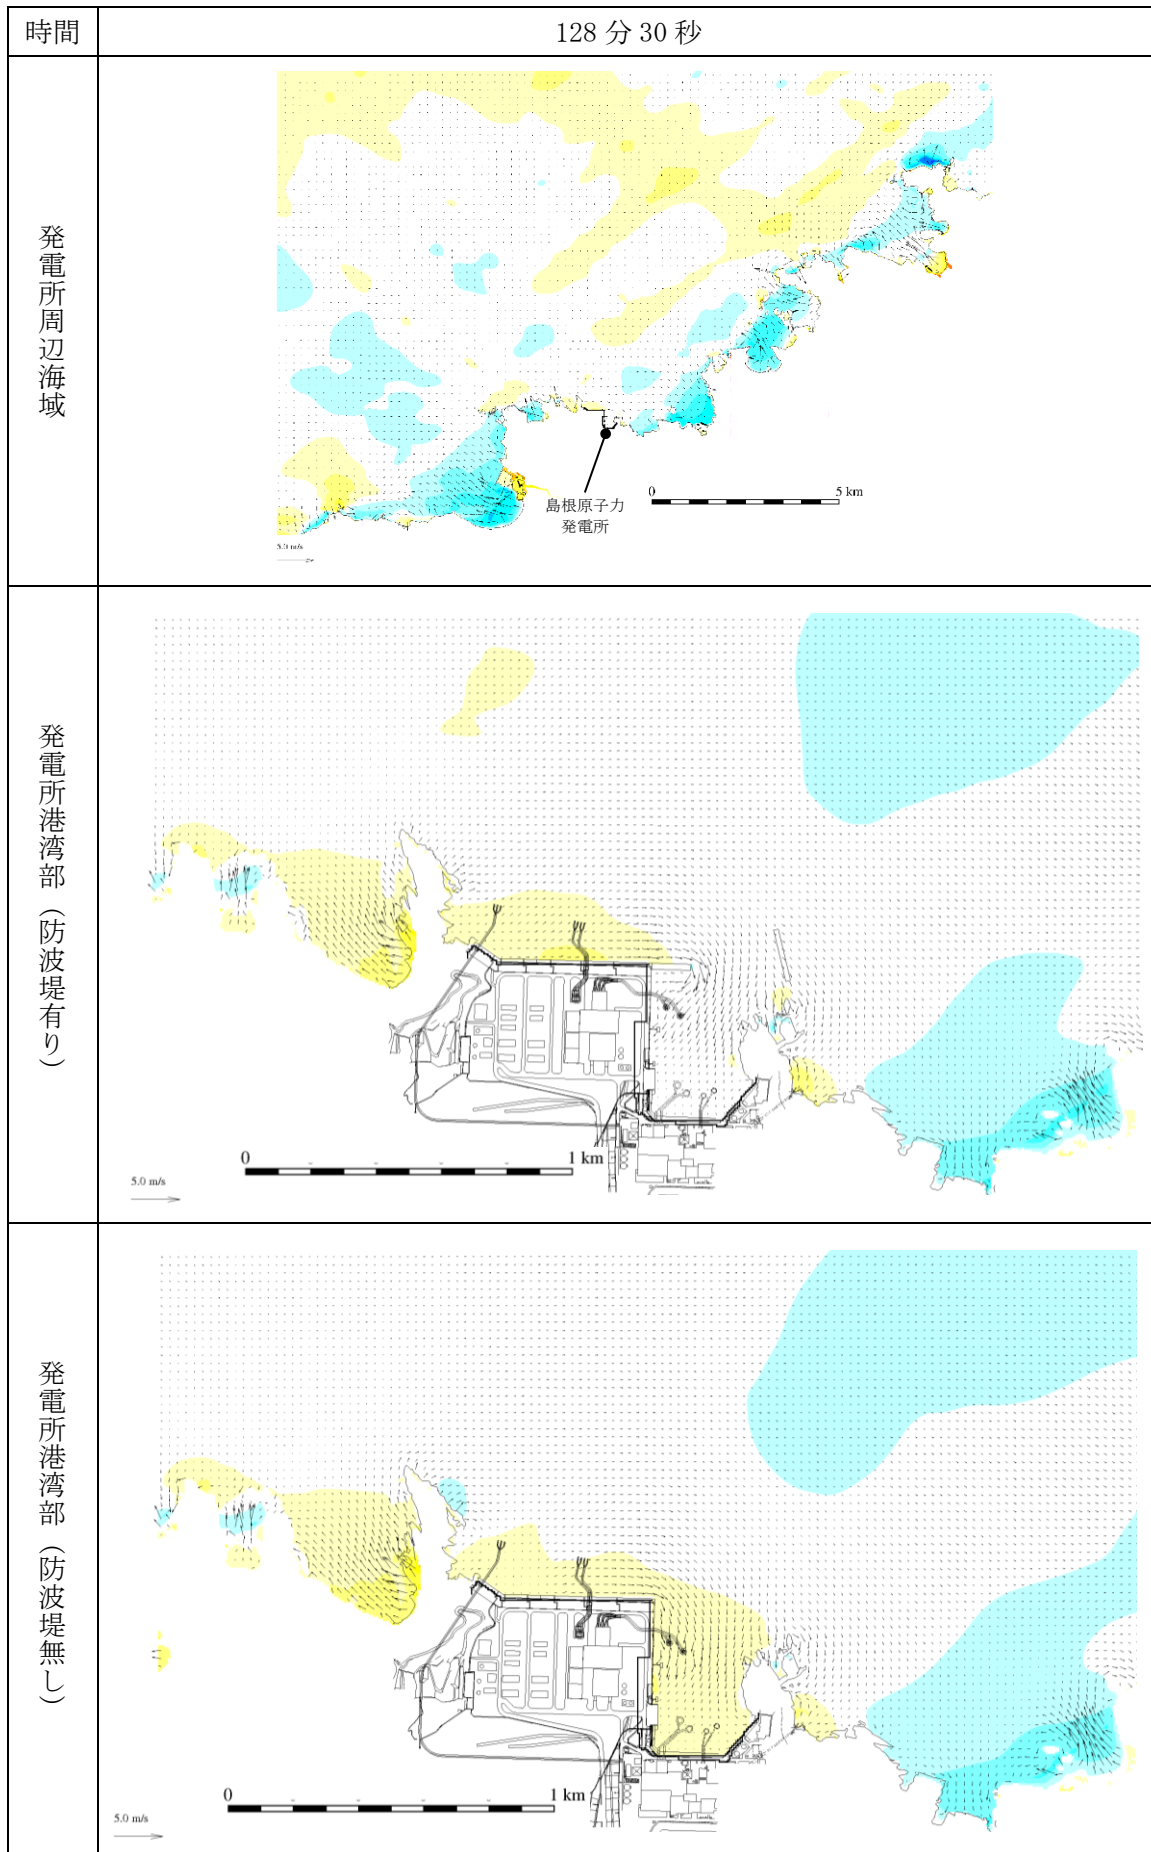 時間
128 分 30 秒
発電所周辺海域
島根原子力
発電所
0
5 km
5.0 m/s
発電所港湾部（防波堤有り）
0
1 km
5.0 m/s
発電所港湾部（防波堤無し）
0
1 km
5.0 m/s